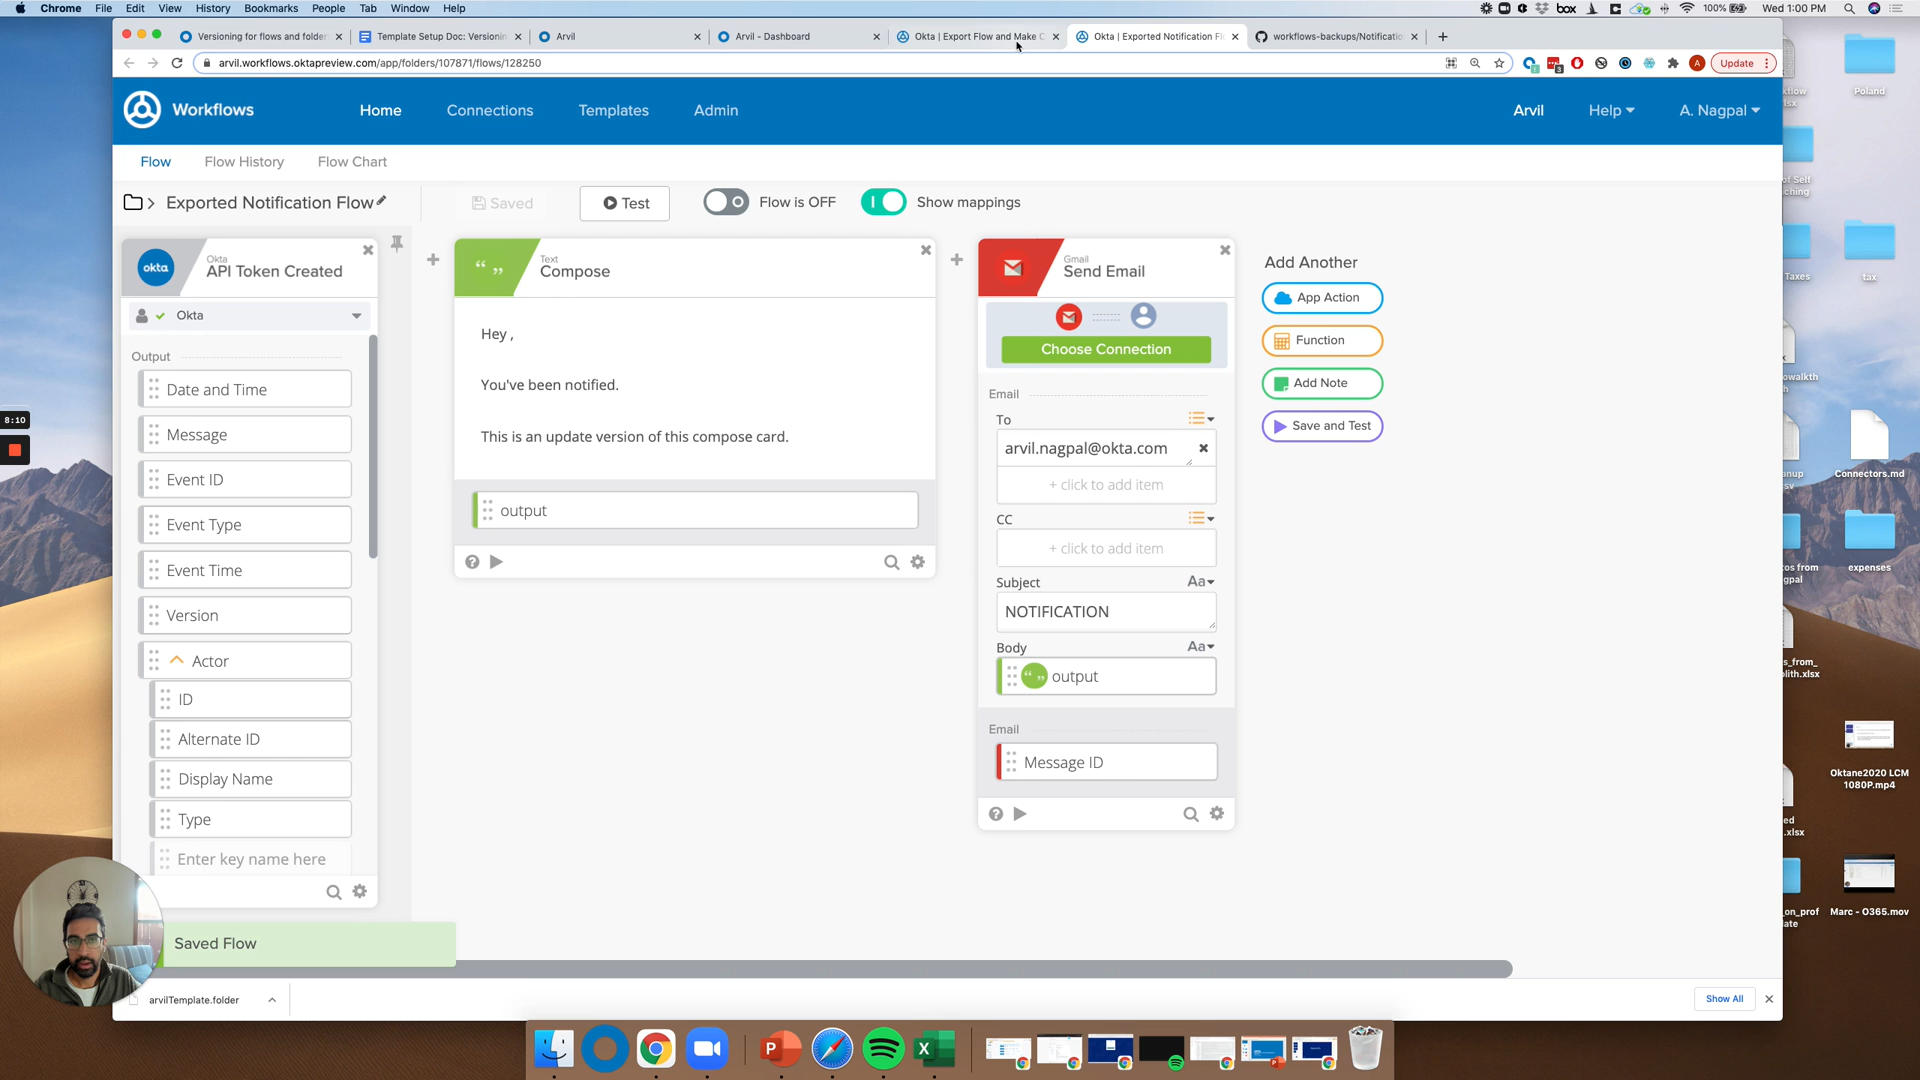 Chrome File Edit View History Bookmarks People Tab Window Help
box 100% Wed 1:00 PM
Versioning for flows and folder
Template Setup Doc: Versionin
Arvil
Arvil - Dashboard
Okta | Export Flow and Make C
Okta | Exported Notification Fl
workflows-backups/Notificatio
arvil.workflows.oktapreview.com/app/folders/107871/flows/128250
Update
Workflows
Home
Connections
Templates
Admin
Arvil
Help
A. Nagpal
Flow
Flow History
Flow Chart
Exported Notification Flow
Saved
Test
Flow is OFF
Show mappings
okta
Okta
API Token Created
Okta
Output
Date and Time
Message
Event ID
Event Type
Event Time
Version
Actor
ID
Alternate ID
Display Name
Type
Enter key name here
Text
Compose
Hey ,
You've been notified.
This is an update version of this compose card.
output
Gmail
Send Email
Choose Connection
Email
To
arvil.nagpal@okta.com
+ click to add item
CC
+ click to add item
Subject
Aa
NOTIFICATION
Body
Aa
output
Email
Message ID
Add Another
App Action
Function
Add Note
Save and Test
8:10
Saved Flow
arvilTemplate.folder
Show All
Poland
tax
Taxes
Connectors.md
expenses
Oktane2020 LCM
1080P.mp4
Marc - O365.mov